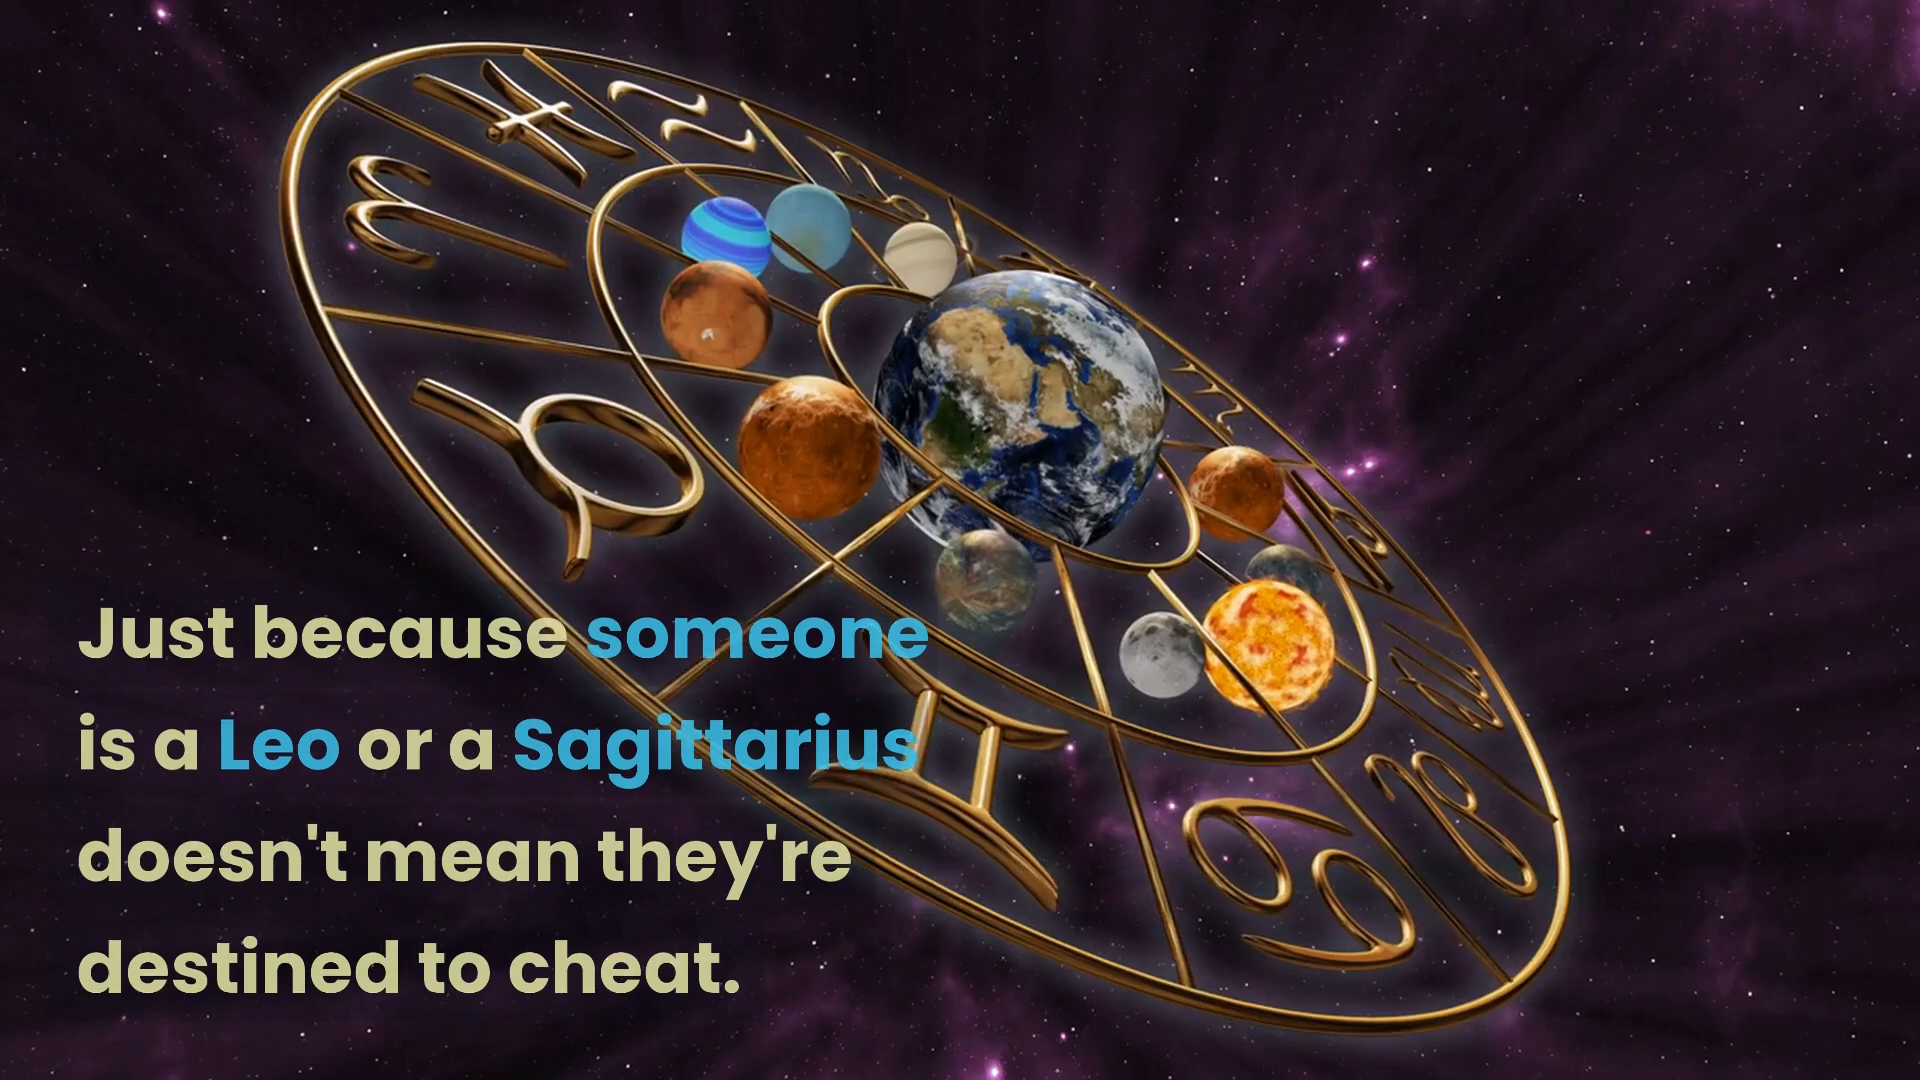 Just because someone
is a Leo or a Sagittarius
doesn't mean they're
destined to cheat.